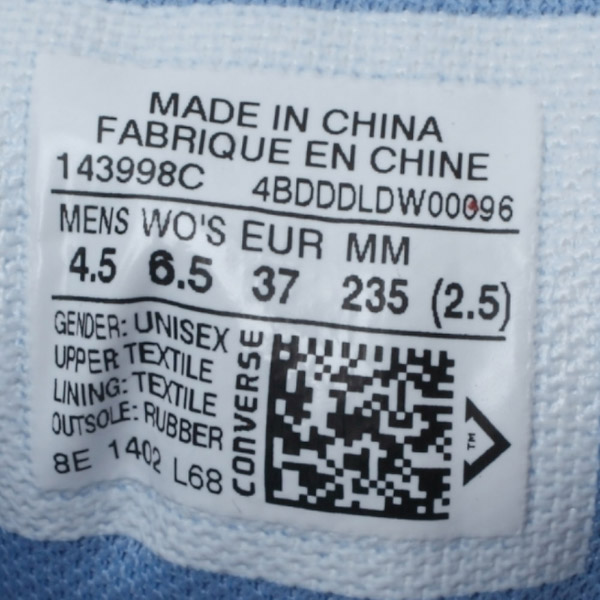 MADE IN CHINA
FABRIQUE EN CHINE
143998C 4BDDDLDW00096
MENS WO'S EUR MM
4.5 6.5 37 235 (2.5)
GENDER: UNISEX
UPPER TEXTILE
LINING: TEXTILE
OUTSOLE: RUBBER
8E 1402 L68
CONVERSE
TM